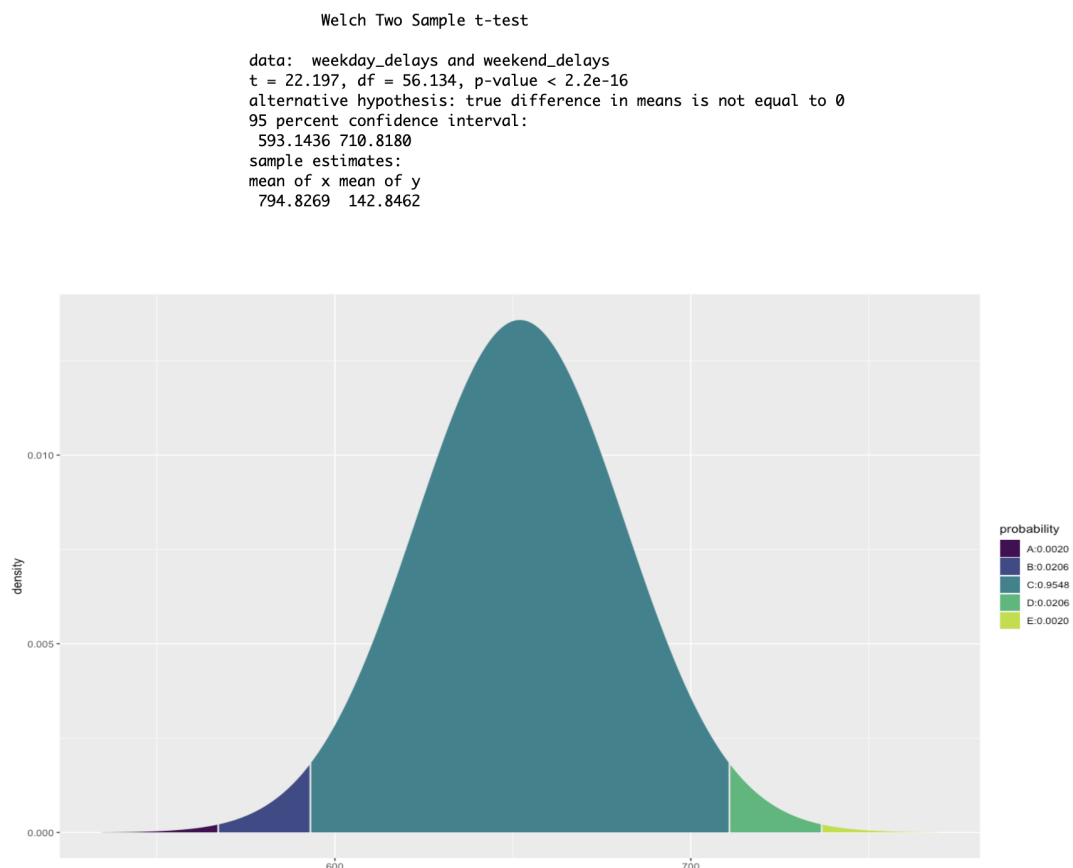 Welch Two Sample t-test
data:  weekday_delays and weekend_delays
t = 22.197, df = 56.134, p-value < 2.2e-16
alternative hypothesis: true difference in means is not equal to 0
95 percent confidence interval:
593.1436 710.8180
sample estimates:
mean of x mean of y
794.8269  142.8462
0.010
0.005
0.000
density
600
700
probability
A:0.0020
B:0.0206
C:0.9548
D:0.0206
E:0.0020